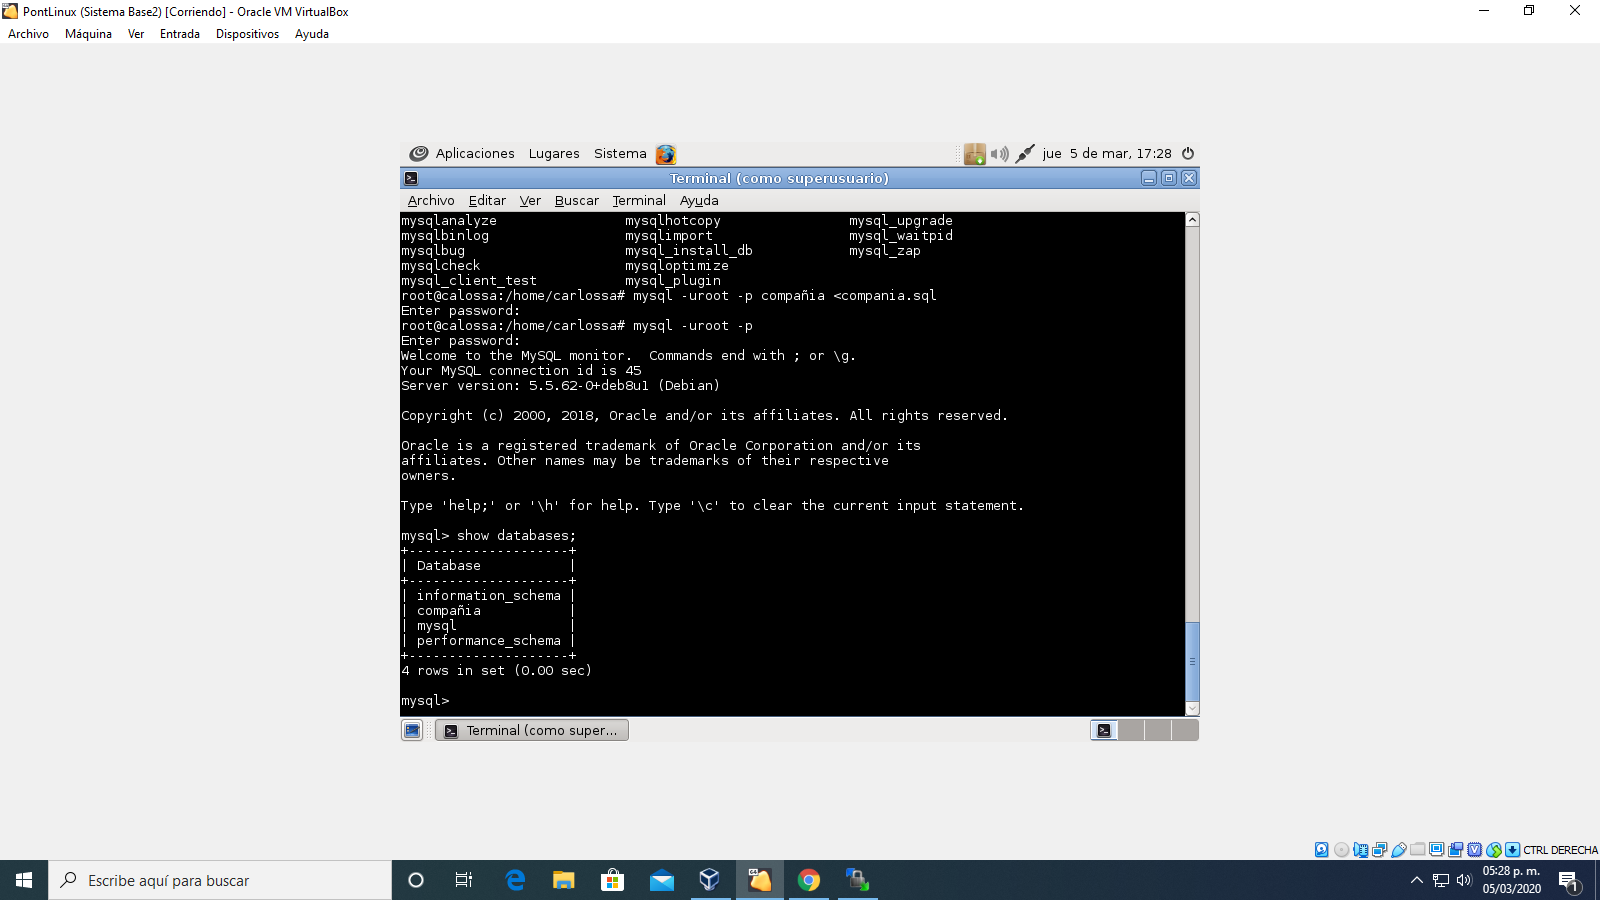 PontLinux (Sistema Base2) [Corriendo] - Oracle VM VirtualBox
Archivo Máquina Ver Entrada Dispositivos Ayuda
Aplicaciones Lugares Sistema jue 5 de mar, 17:28
Terminal (como superusuario)
Archivo Editar Ver Buscar Terminal Ayuda
mysqlanalyze mysqlhotcopy mysql_upgrade
mysqlbinlog mysqlimport mysql_waitpid
mysqlbug mysql_install_db mysql_zap
mysqlcheck mysqloptimize
mysql_client_test mysql_plugin
root@calossa:/home/carlossa# mysql -uroot -p compañia <compania.sql
Enter password:
root@calossa:/home/carlossa# mysql -uroot -p
Enter password:
Welcome to the MySQL monitor.  Commands end with ; or \g.
Your MySQL connection id is 45
Server version: 5.5.62-0+deb8u1 (Debian)
Copyright (c) 2000, 2018, Oracle and/or its affiliates. All rights reserved.
Oracle is a registered trademark of Oracle Corporation and/or its
affiliates. Other names may be trademarks of their respective
owners.
Type 'help;' or '\h' for help. Type '\c' to clear the current input statement.
mysql> show databases;
+--------------------+
| Database           |
+--------------------+
| information_schema |
| compañia           |
| mysql              |
| performance_schema |
+--------------------+
4 rows in set (0.00 sec)
mysql>
Terminal (como super...
CTRL DERECHA
Escribe aquí para buscar
05:28 p. m.
05/03/2020
1